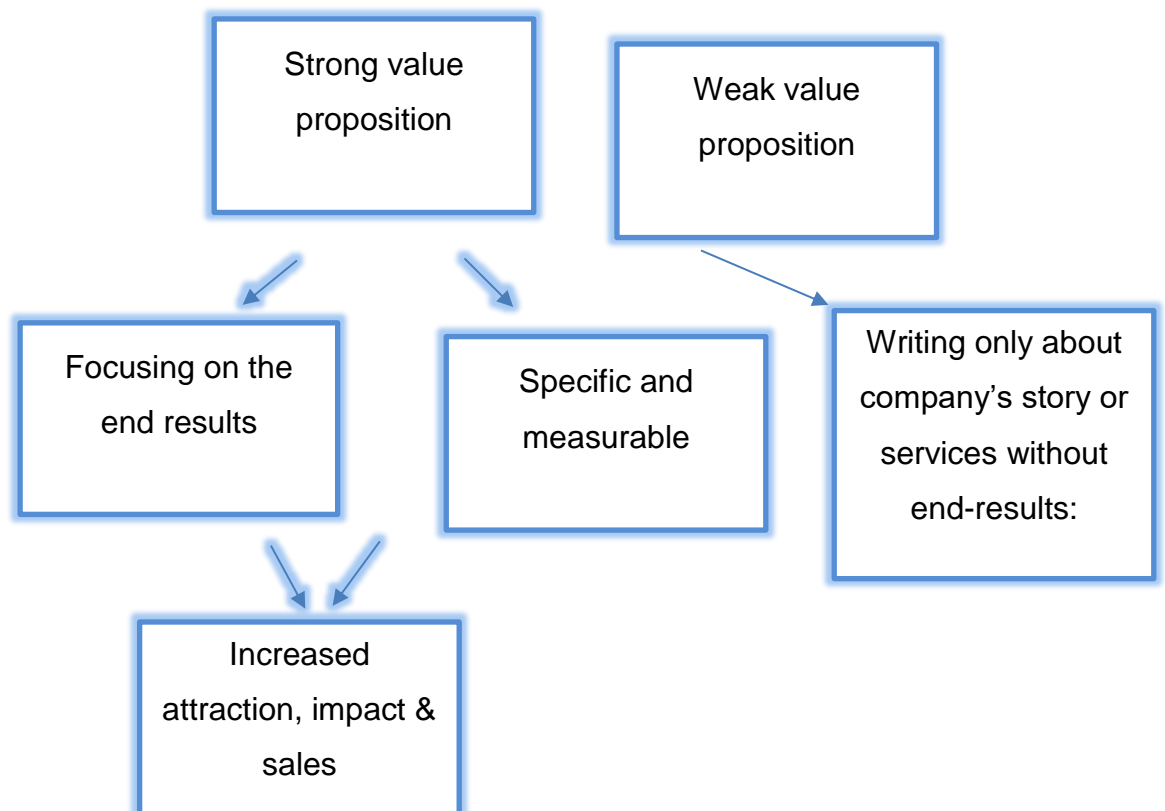 Strong value
proposition
Weak value
proposition
Focusing on the
end results
Specific and
measurable
Writing only about
company’s story or
services without
end-results:
Increased
attraction, impact &
sales